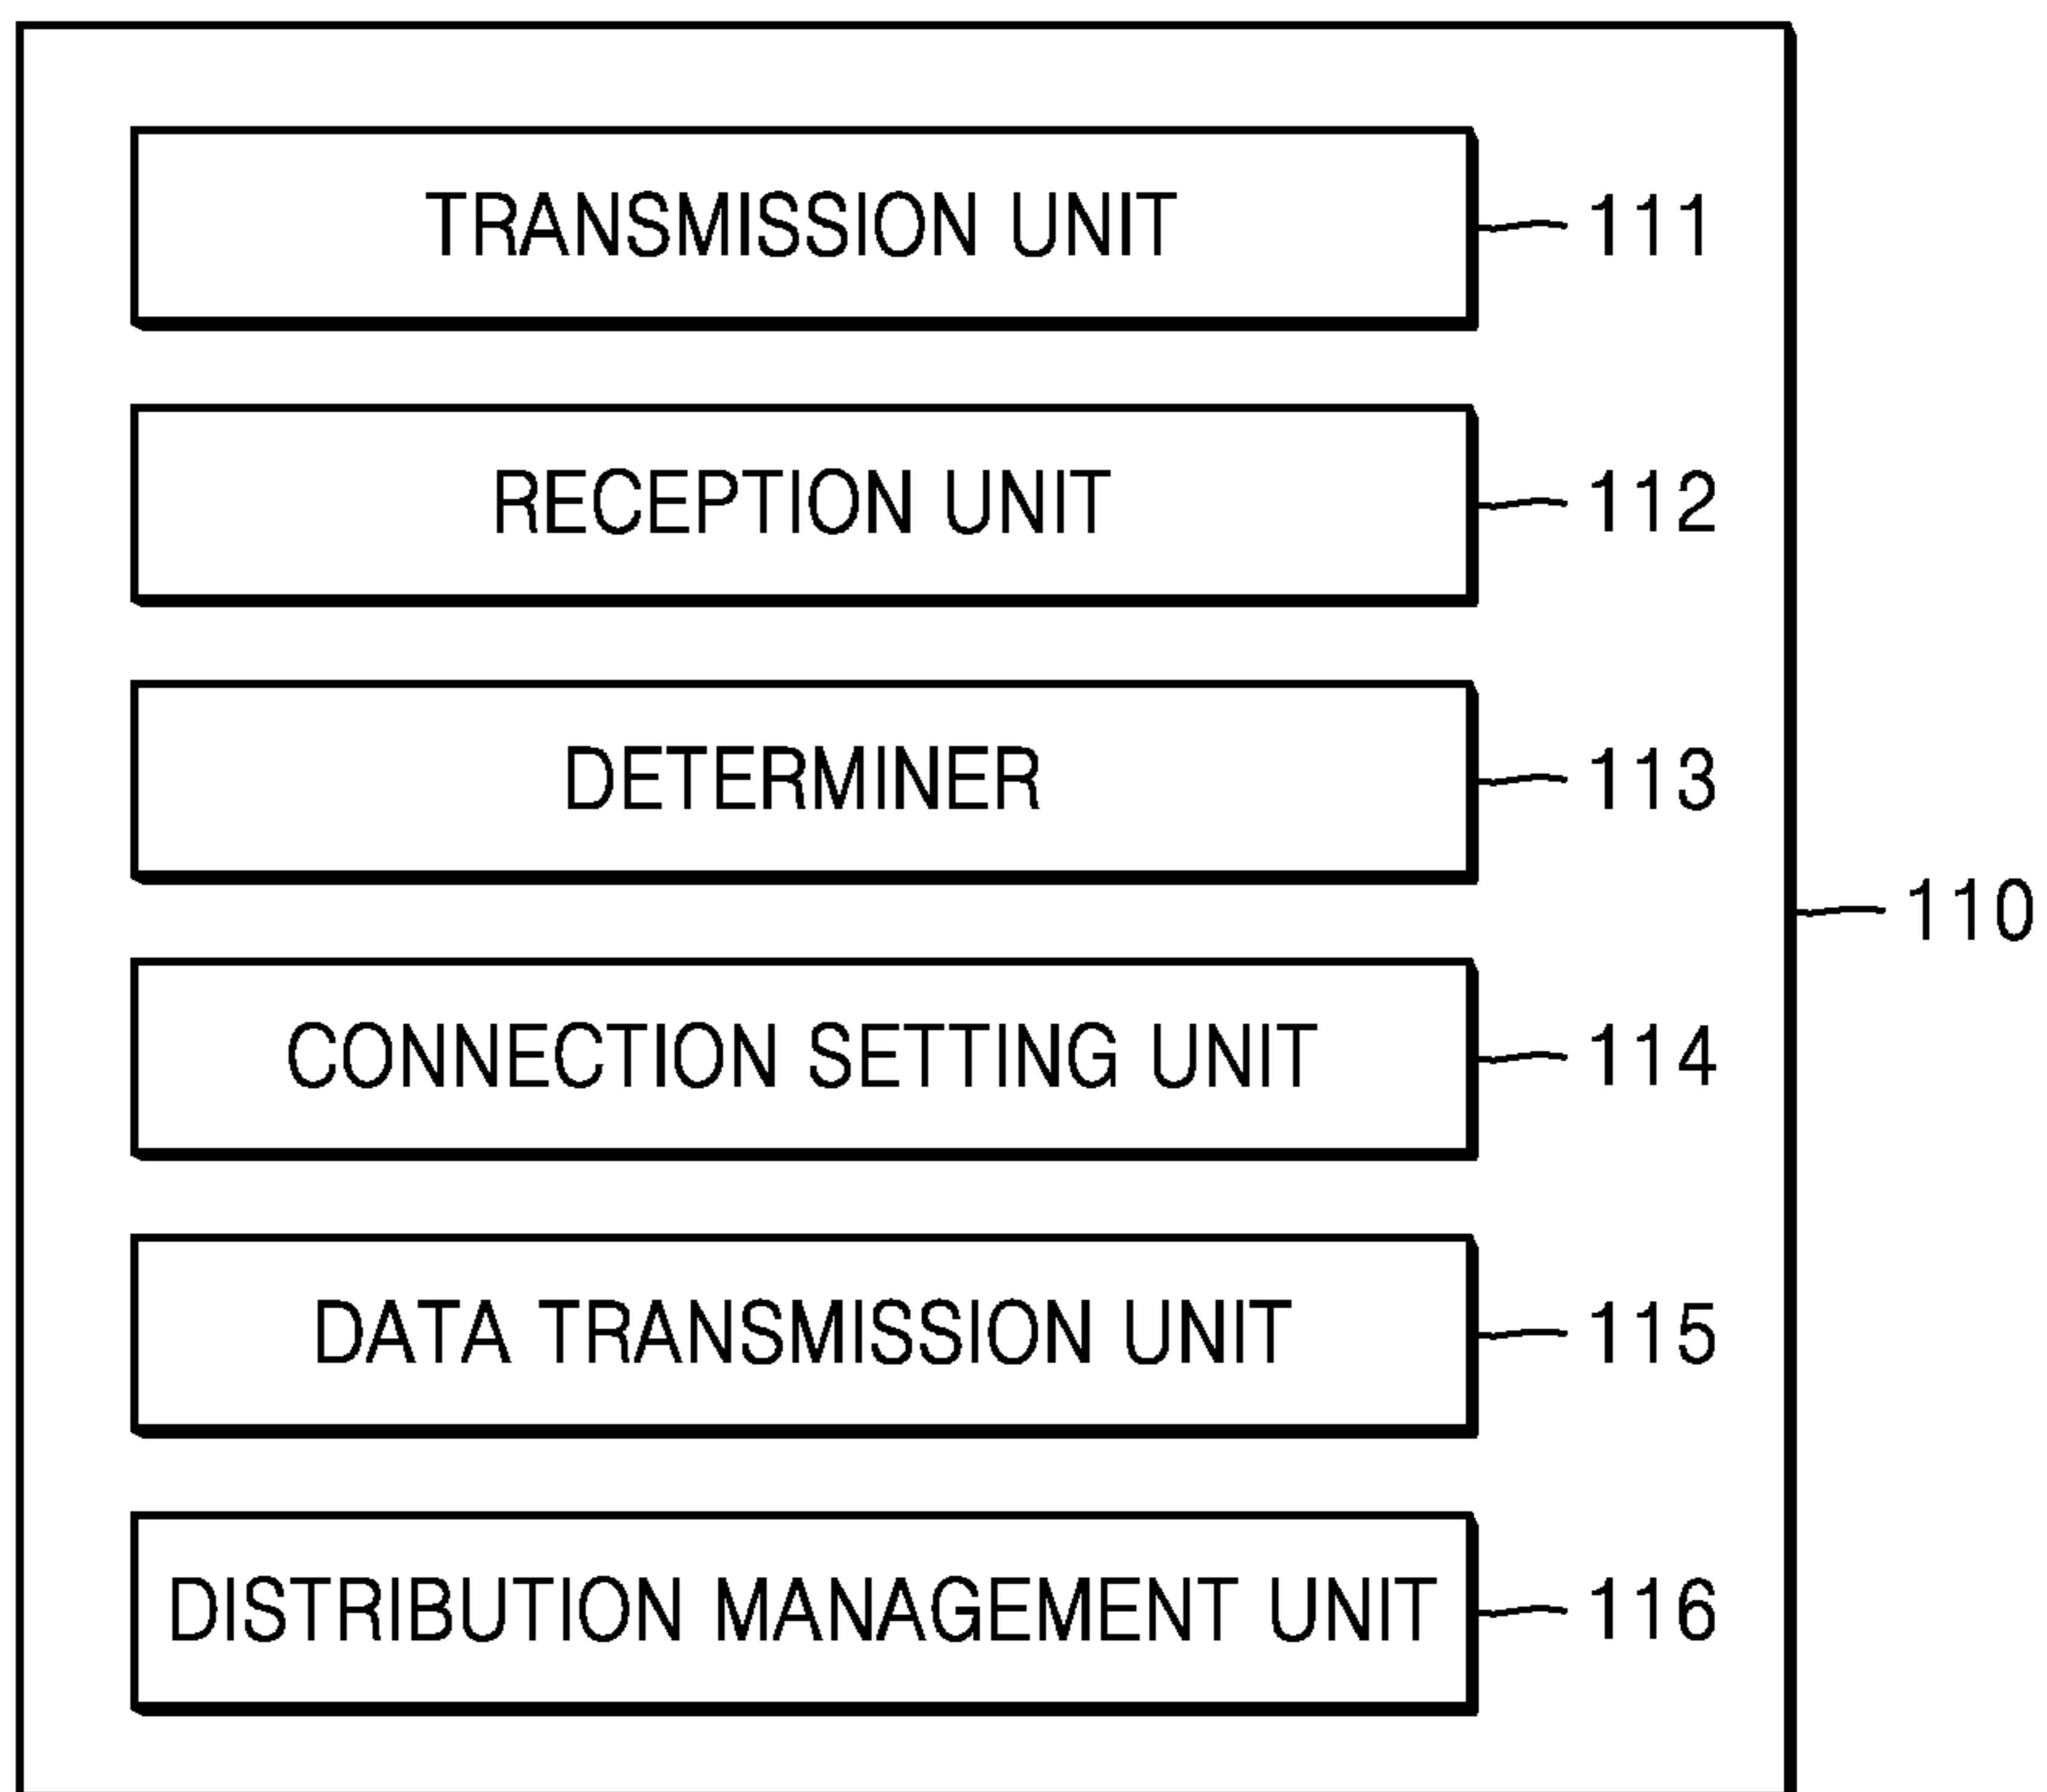 TRANSMISSION UNIT 111
RECEPTION UNIT 112
DETERMINER 113
110
CONNECTION SETTING UNIT 114
DATA TRANSMISSION UNIT 115
DISTRIBUTION MANAGEMENT UNIT 116